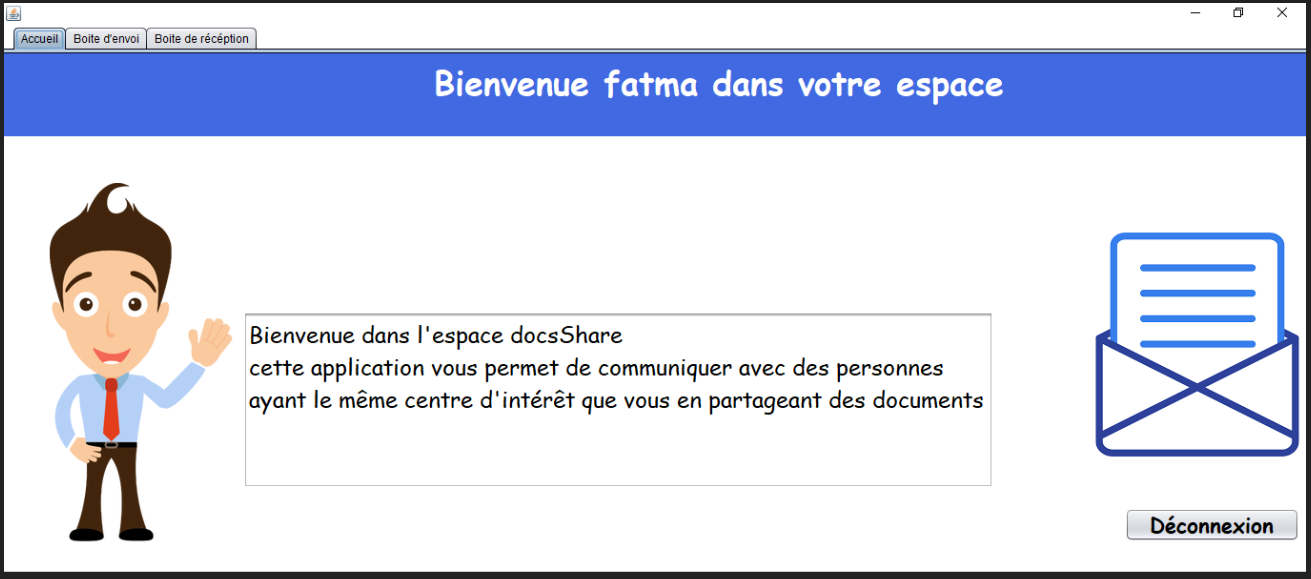 Accueil
Boite d'envoi
Boite de récéption
Bienvenue fatma dans votre espace
Bienvenue dans l'espace docsShare
cette application vous permet de communiquer avec des personnes
ayant le même centre d'intérêt que vous en partageant des documents
Déconnexion